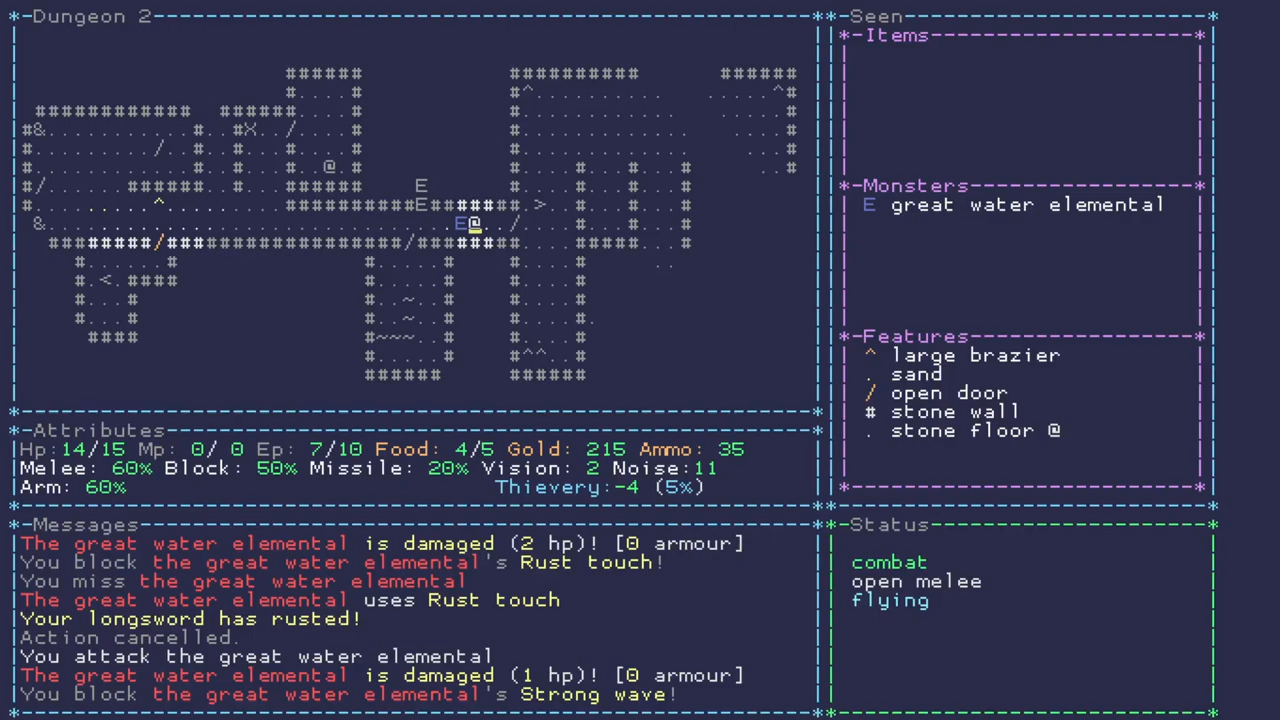 Dungeon 2
Seen
Items
Monsters
E great water elemental
Features
^ large brazier
. sand
/ open door
# stone wall
. stone floor @
Attributes
Hp:14/15 Mp: 0/ 0 Ep: 7/10 Food: 4/5 Gold: 215 Ammo: 35
Melee: 60% Block: 50% Missile: 20% Vision: 2 Noise:11
Arm: 60% Thievery:-4 (5%)
Messages
The great water elemental is damaged (2 hp)! [0 armour]
You block the great water elemental's Rust touch!
You miss the great water elemental
The great water elemental uses Rust touch
Your longsword has rusted!
Action cancelled.
You attack the great water elemental
The great water elemental is damaged (1 hp)! [0 armour]
You block the great water elemental's Strong wave!
Status
combat
open melee
flying